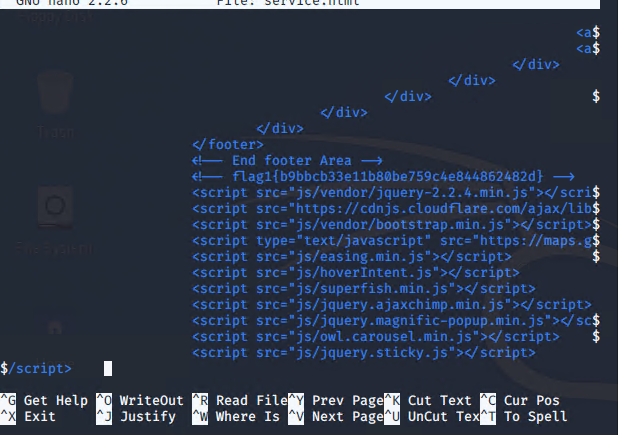 GNU nano 2.2.6 File: service.html
<a$
<a$
</div>
</div>
</div> $
</div>
</div>
</footer>
<!-- End footer Area -->
<!-- flag1{b9bbcb33e11b80be759c4e844862482d} -->
<script src="js/vendor/jquery-2.2.4.min.js"></scri$
<script src="https://cdnjs.cloudflare.com/ajax/lib$
<script src="js/vendor/bootstrap.min.js"></script>$
<script type="text/javascript" src="https://maps.g$
<script src="js/easing.min.js"></script> $
<script src="js/hoverIntent.js"></script>
<script src="js/superfish.min.js"></script>
<script src="js/jquery.ajaxchimp.min.js"></script>
<script src="js/jquery.magnific-popup.min.js"></sc$
<script src="js/owl.carousel.min.js"></script> $
<script src="js/jquery.sticky.js"></script>
$/script>
^G Get Help ^O WriteOut ^R Read File ^Y Prev Page ^K Cut Text ^C Cur Pos
^X Exit ^J Justify ^W Where Is ^V Next Page ^U UnCut Tex ^T To Spell
Trash
File System